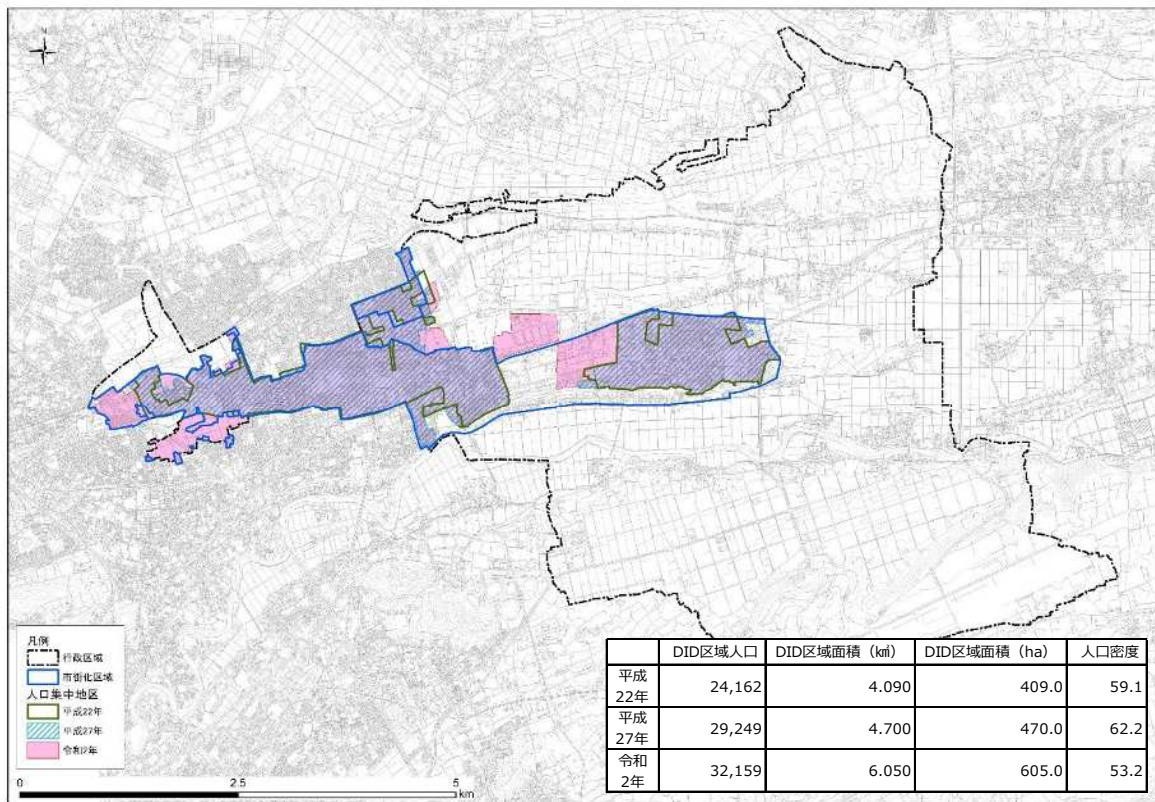 N
凡例
行政区域
市街化区域
人口集中地区
平成22年
平成27年
令和2年
0 2.5 5
km
DID区域人口 DID区域面積（㎢） DID区域面積（ha） 人口密度
平成
22年 24,162 4.090 409.0 59.1
平成
27年 29,249 4.700 470.0 62.2
令和
2年 32,159 6.050 605.0 53.2